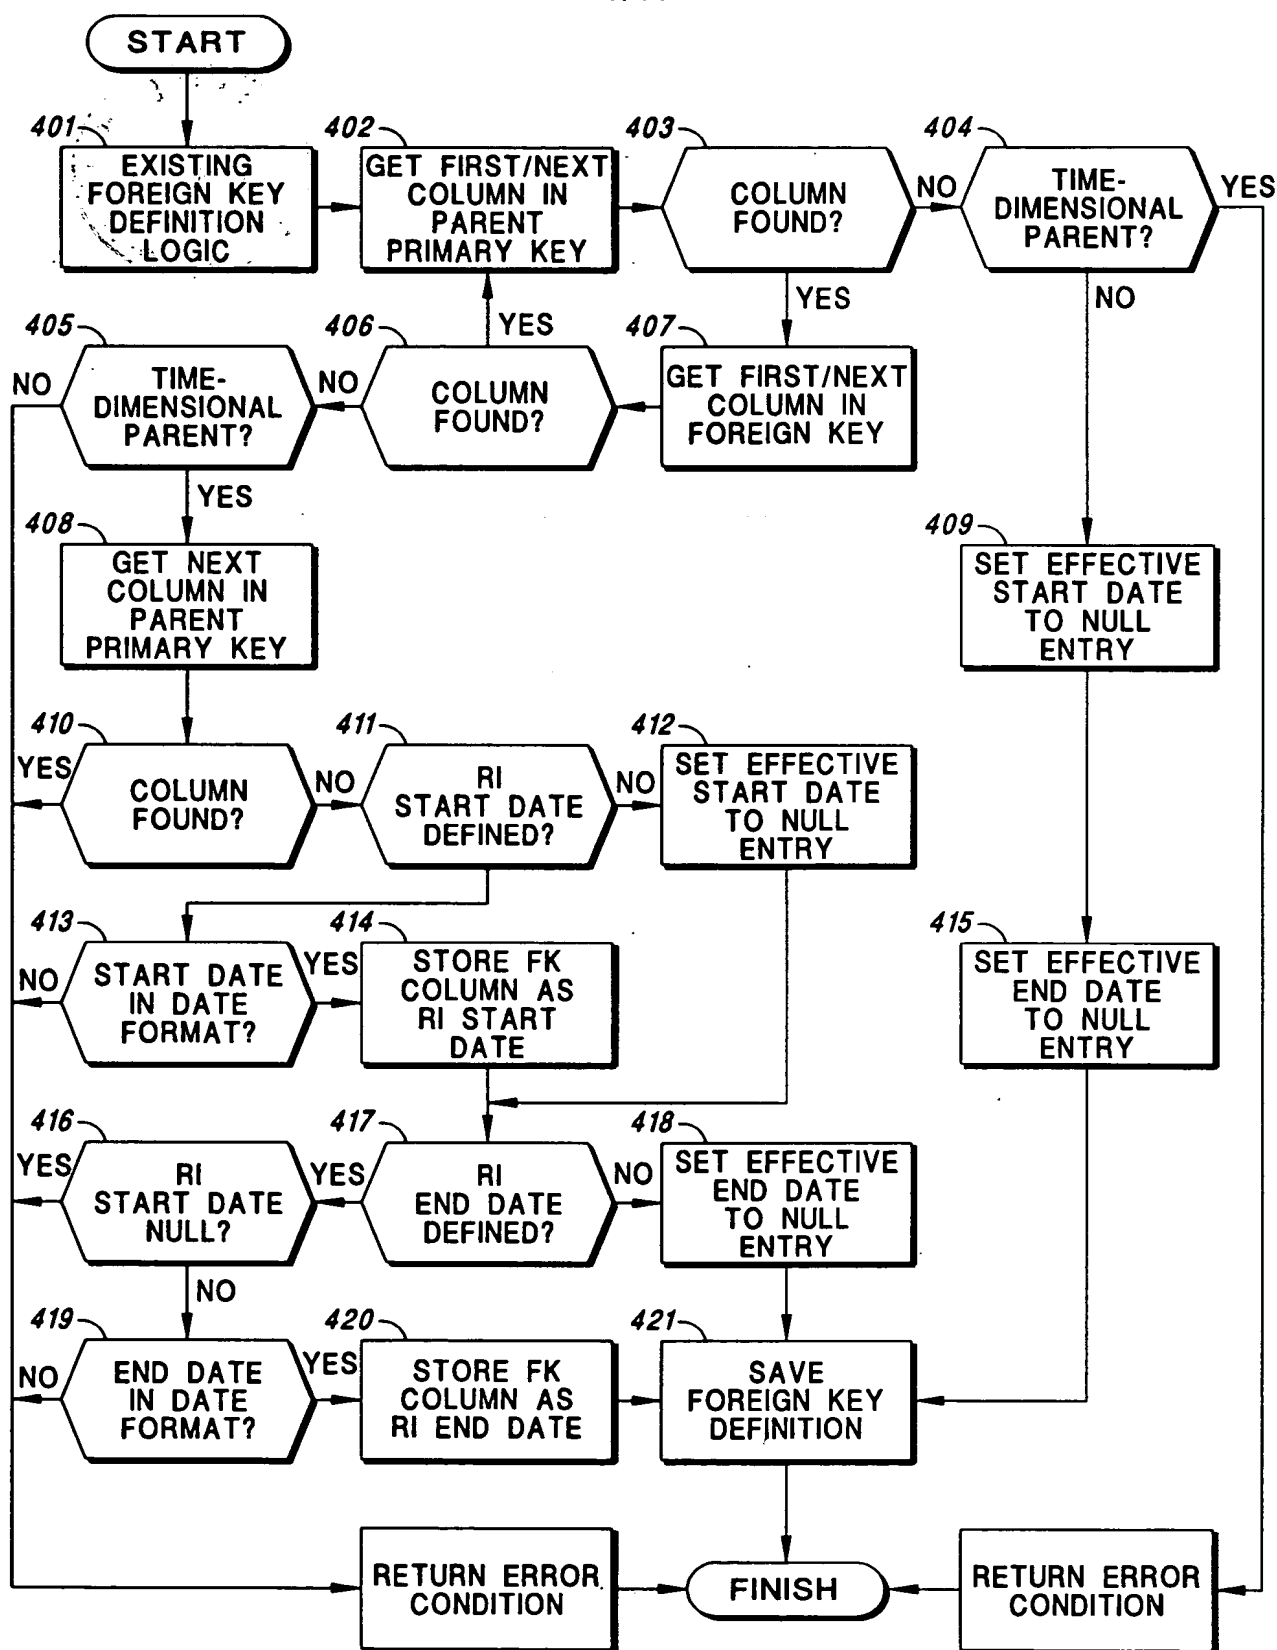 START
401
EXISTING
FOREIGN KEY
DEFINITION
LOGIC
402
GET FIRST/NEXT
COLUMN IN
PARENT
PRIMARY KEY
403
COLUMN
FOUND?
NO
404
TIME-
DIMENSIONAL
PARENT?
YES
YES
NO
405
TIME-
DIMENSIONAL
PARENT?
NO
406
COLUMN
FOUND?
YES
NO
407
GET FIRST/NEXT
COLUMN IN
FOREIGN KEY
YES
408
GET NEXT
COLUMN IN
PARENT
PRIMARY KEY
409
SET EFFECTIVE
START DATE
TO NULL
ENTRY
410
COLUMN
FOUND?
YES
NO
411
RI
START DATE
DEFINED?
NO
412
SET EFFECTIVE
START DATE
TO NULL
ENTRY
413
START DATE
IN DATE
FORMAT?
NO
YES
414
STORE FK
COLUMN AS
RI START
DATE
415
SET EFFECTIVE
END DATE
TO NULL
ENTRY
416
RI
START DATE
NULL?
YES
YES
417
RI
END DATE
DEFINED?
NO
418
SET EFFECTIVE
END DATE
TO NULL
ENTRY
NO
419
END DATE
IN DATE
FORMAT?
NO
YES
420
STORE FK
COLUMN AS
RI END DATE
421
SAVE
FOREIGN KEY
DEFINITION
RETURN ERROR
CONDITION
FINISH
RETURN ERROR
CONDITION